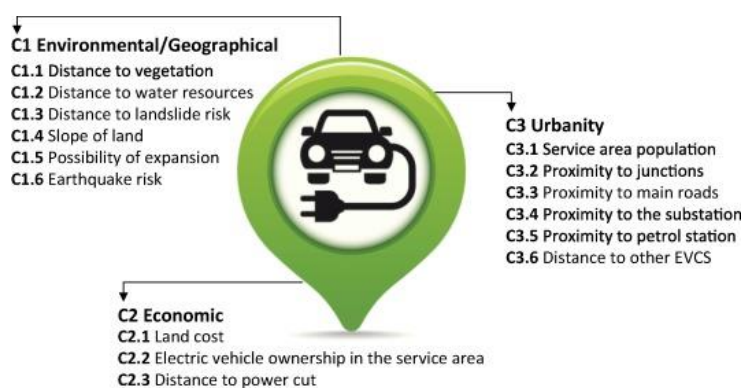 C1 Environmental/Geographical
C1.1 Distance to vegetation
C1.2 Distance to water resources
C1.3 Distance to landslide risk
C1.4 Slope of land
C1.5 Possibility of expansion
C1.6 Earthquake risk
C3 Urbanity
C3.1 Service area population
C3.2 Proximity to junctions
C3.3 Proximity to main roads
C3.4 Proximity to the substation
C3.5 Proximity to petrol station
C3.6 Distance to other EVCS
C2 Economic
C2.1 Land cost
C2.2 Electric vehicle ownership in the service area
C2.3 Distance to power cut